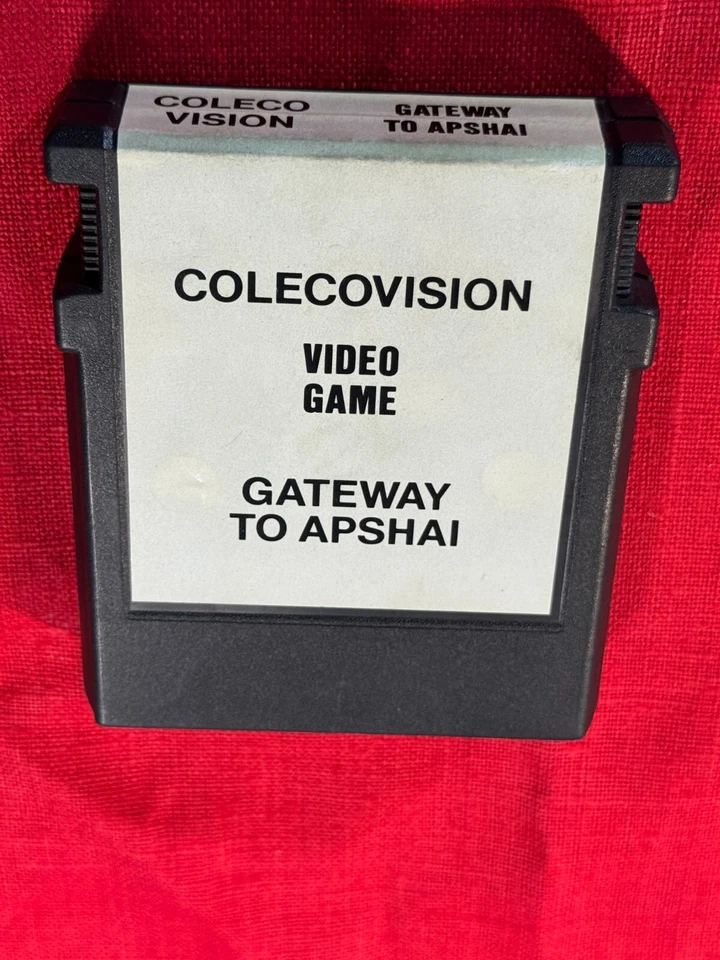 COLECO
VISION
GATEWAY
TO APSHAI
COLECOVISION
VIDEO
GAME
GATEWAY
TO APSHAI